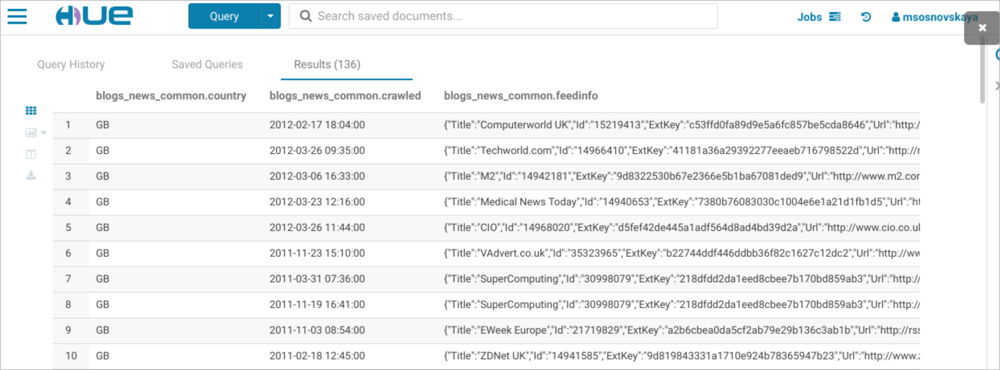 HUE Query Search saved documents... Jobs msosnovskaya
Query History Saved Queries Results (136)
blogs_news_common.country blogs_news_common.crawled blogs_news_common.feedinfo
1 GB 2012-02-17 18:04:00 {"Title":"Computerworld UK","Id":"15219413","ExtKey":"c53ffd0fa89d9e5a6fc857be5cda8646","Url":"http:/
2 GB 2012-03-26 09:35:00 {"Title":"Techworld.com","Id":"14966410","ExtKey":"41181a36a29392277eeaeb716798522d","Url":"http://r
3 GB 2012-03-06 16:33:00 {"Title":"M2","Id":"14942181","ExtKey":"9d8322530b67e2366e5b1ba67081ded9","Url":"http://www.m2.cor
4 GB 2012-03-23 12:16:00 {"Title":"Medical News Today","Id":"14940653","ExtKey":"7380b76083030c1004e6e1a21d1fb1d5","Url":"ht
5 GB 2012-03-26 11:44:00 {"Title":"CIO","Id":"14968020","ExtKey":"d5fef42de445a1adf564d8ad4bd39d2a","Url":"http://www.cio.co.ul
6 GB 2011-11-23 15:10:00 {"Title":"VAdvert.co.uk","Id":"35323965","ExtKey":"b22744ddf446ddbb36f82c1627c12dc2","Url":"http://ww
7 GB 2011-03-31 07:36:00 {"Title":"SuperComputing","Id":"30998079","ExtKey":"218dfdd2da1eed8cbee7b170bd859ab3","Url":"http:/
8 GB 2011-11-19 16:41:00 {"Title":"SuperComputing","Id":"30998079","ExtKey":"218dfdd2da1eed8cbee7b170bd859ab3","Url":"http:/
9 GB 2011-11-03 08:54:00 {"Title":"EWeek Europe","Id":"21719829","ExtKey":"a2b6cbea0da5cf2ab79e29b136c3ab1b","Url":"http://rss
10 GB 2011-02-18 12:45:00 {"Title":"ZDNet UK","Id":"14941585","ExtKey":"9d819843331a1710e924b78365947b23","Url":"http://www.